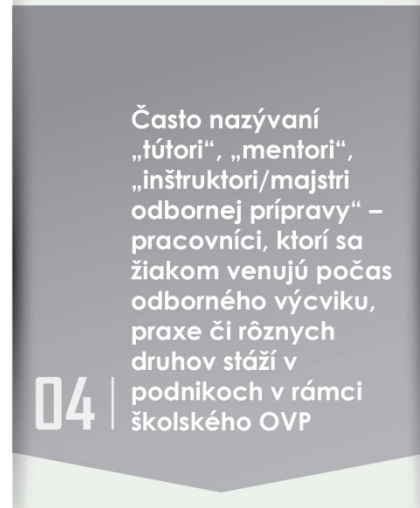 Často nazývaní
„tútori“, „mentori“,
„inštruktori/majstri
odbornej prípravy“ –
pracovníci, ktorí sa
žiakom venujú počas
odborného výcviku,
praxe či rôznych
druhov stáží v
podnikoch v rámci
školského OVP
04